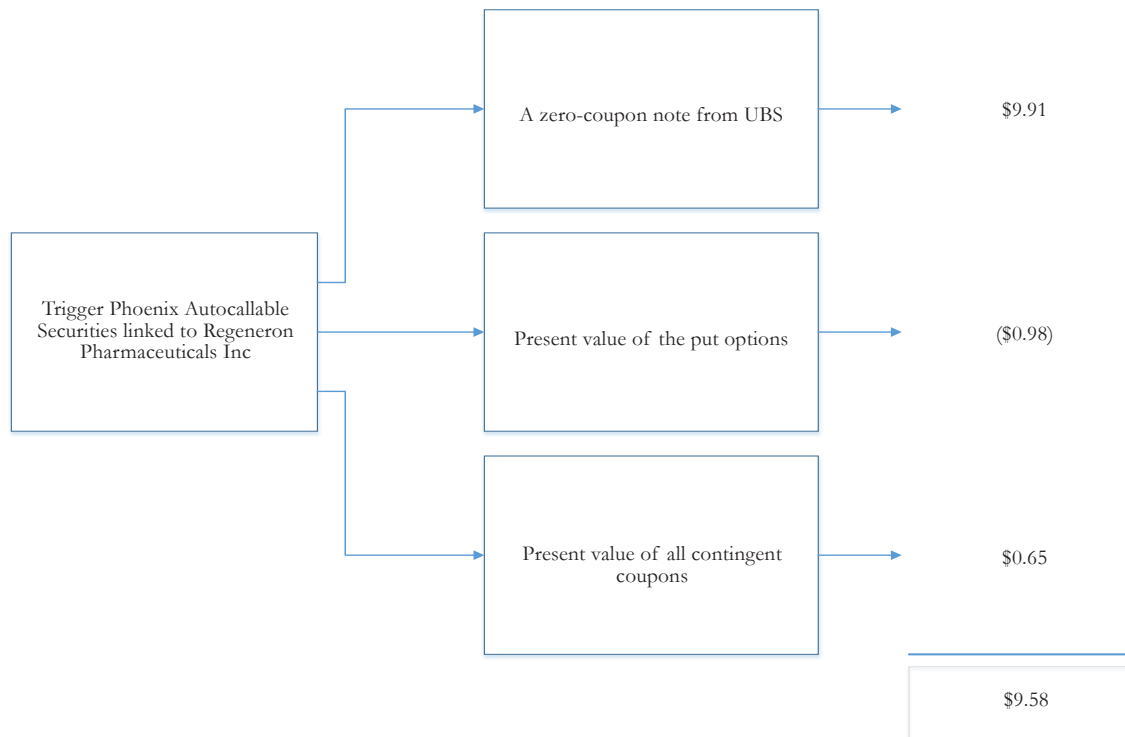 A zero-coupon note from UBS
$9.91
Trigger Phoenix Autocallable
Securities linked to Regeneron
Pharmaceuticals Inc
Present value of the put options
($0.98)
Present value of all contingent
coupons
$0.65
$9.58